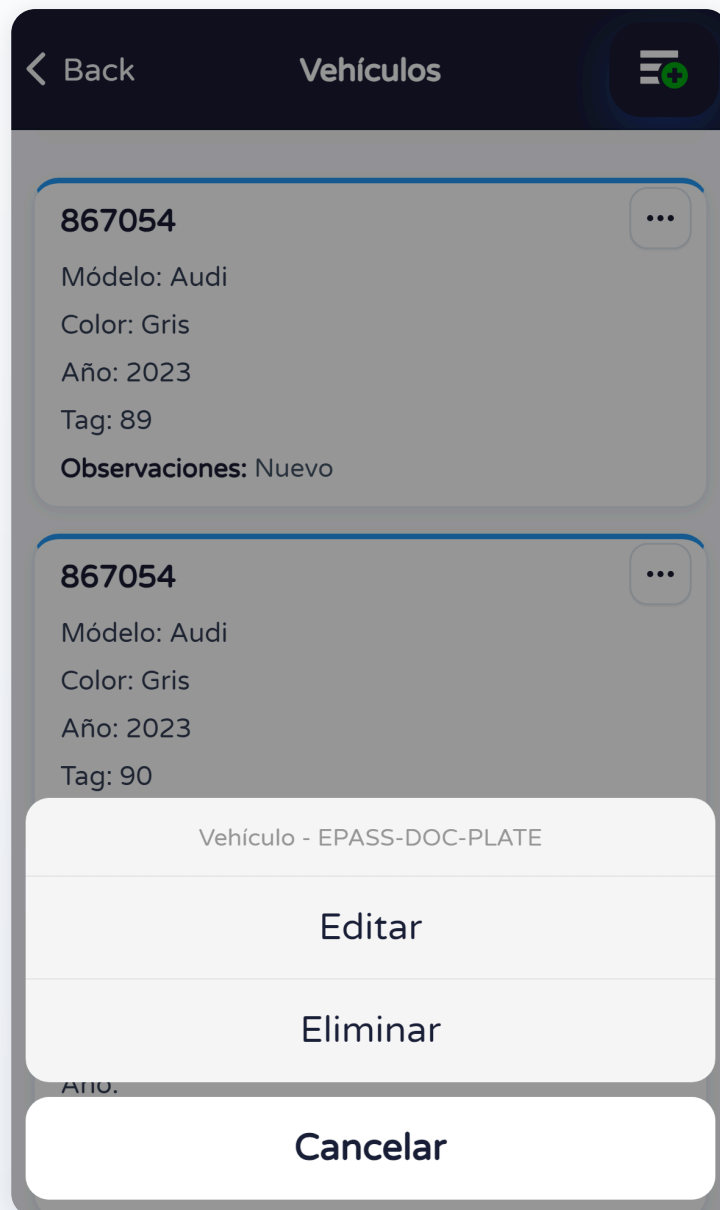 Back
Vehículos
867054
Módelo: Audi
Color: Gris
Año: 2023
Tag: 89
Observaciones: Nuevo
867054
Módelo: Audi
Color: Gris
Año: 2023
Tag: 90
Vehículo - EPASS-DOC-PLATE
Editar
Eliminar
Año:
Cancelar